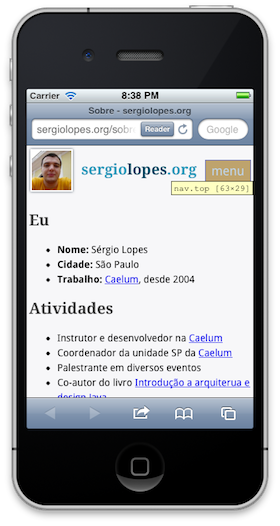 Carrier 8:38 PM
Sobre - sergiolopes.org
sergiolopes.org/sobre Reader Google
sergiolopes.org menu
nav.top [63×29]
Eu
• Nome: Sérgio Lopes
• Cidade: São Paulo
• Trabalho: Caelum, desde 2004
Atividades
• Instrutor e desenvolvedor na Caelum
• Coordenador da unidade SP da Caelum
• Palestrante em diversos eventos
• Co-autor do livro Introdução a arquiterua e
design Java